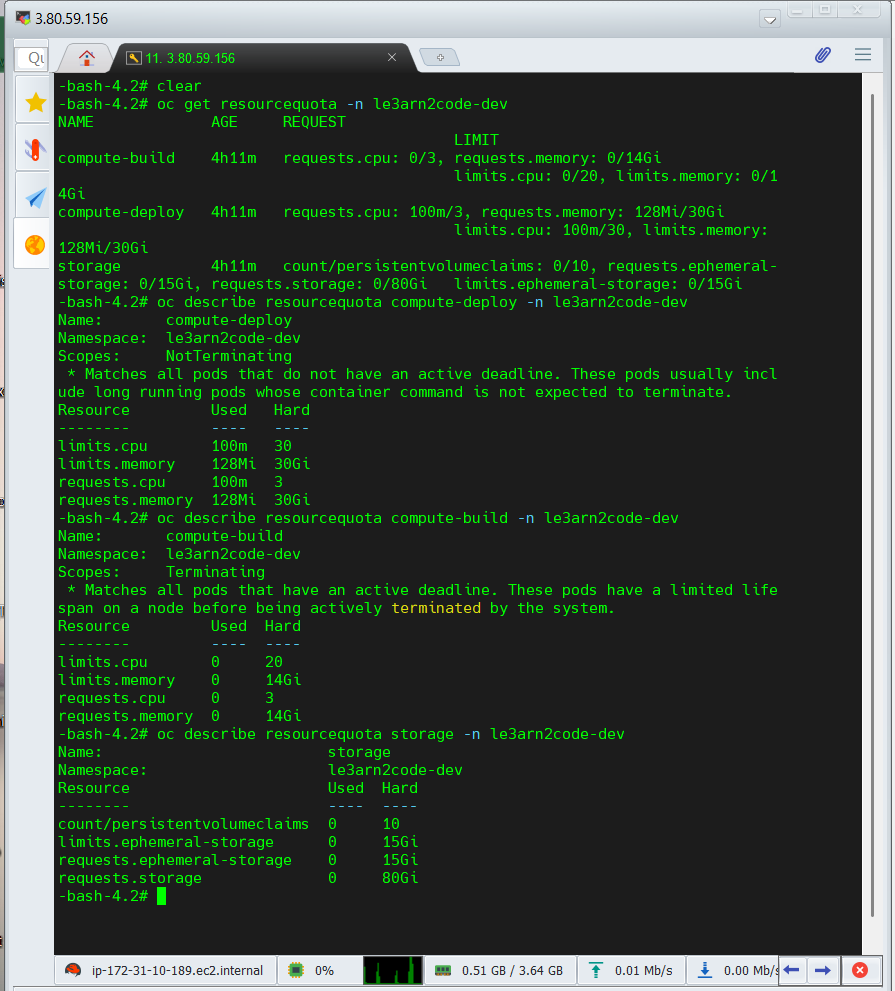 3.80.59.156
Qu
11. 3.80.59.156
-bash-4.2# clear
-bash-4.2# oc get resourcequota -n le3arn2code-dev
NAME             AGE     REQUEST
                                            LIMIT
compute-build    4h11m   requests.cpu: 0/3, requests.memory: 0/14Gi
                                            limits.cpu: 0/20, limits.memory: 0/1
4Gi
compute-deploy   4h11m   requests.cpu: 100m/3, requests.memory: 128Mi/30Gi
                                            limits.cpu: 100m/30, limits.memory:
128Mi/30Gi
storage          4h11m   count/persistentvolumeclaims: 0/10, requests.ephemeral-
storage: 0/15Gi, requests.storage: 0/80Gi   limits.ephemeral-storage: 0/15Gi
-bash-4.2# oc describe resourcequota compute-deploy -n le3arn2code-dev
Name:       compute-deploy
Namespace:  le3arn2code-dev
Scopes:     NotTerminating
 * Matches all pods that do not have an active deadline. These pods usually incl
ude long running pods whose container command is not expected to terminate.
Resource         Used   Hard
--------         ----   ----
limits.cpu       100m   30
limits.memory    128Mi  30Gi
requests.cpu     100m   3
requests.memory  128Mi  30Gi
-bash-4.2# oc describe resourcequota compute-build -n le3arn2code-dev
Name:       compute-build
Namespace:  le3arn2code-dev
Scopes:     Terminating
 * Matches all pods that have an active deadline. These pods have a limited life
span on a node before being actively terminated by the system.
Resource         Used  Hard
--------         ----  ----
limits.cpu       0     20
limits.memory    0     14Gi
requests.cpu     0     3
requests.memory  0     14Gi
-bash-4.2# oc describe resourcequota storage -n le3arn2code-dev
Name:                         storage
Namespace:                    le3arn2code-dev
Resource                      Used  Hard
--------                      ----  ----
count/persistentvolumeclaims  0     10
limits.ephemeral-storage      0     15Gi
requests.ephemeral-storage    0     15Gi
requests.storage              0     80Gi
-bash-4.2#
ip-172-31-10-189.ec2.internal 0% 0.51 GB / 3.64 GB 0.01 Mb/s 0.00 Mb/s